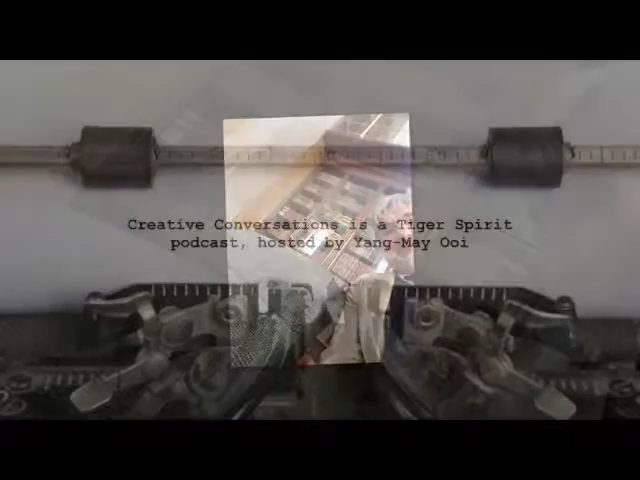 Creative Conversations is a Tiger Spirit
podcast, hosted by Yang-May Ooi